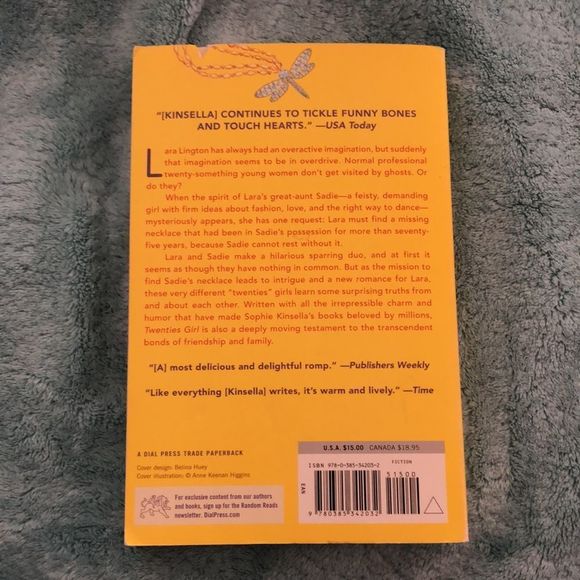 "[KINSELLA] CONTINUES TO TICKLE FUNNY BONES
AND TOUCH HEARTS." —USA Today
Lara Lington has always had an overactive imagination, but suddenly
that imagination seems to be in overdrive. Normal professional
twenty-something young women don't get visited by ghosts. Or
do they?
When the spirit of Lara's great-aunt Sadie—a feisty, demanding
girl with firm ideas about fashion, love, and the right way to dance—
mysteriously appears, she has one request: Lara must find a missing
necklace that had been in Sadie's possession for more than seventy-
five years, because Sadie cannot rest without it.
Lara and Sadie make a hilarious sparring duo, and at first it
seems as though they have nothing in common. But as the mission to
find Sadie's necklace leads to intrigue and a new romance for Lara,
these very different "twenties" girls learn some surprising truths from
and about each other. Written with all the irrepressible charm and
humor that have made Sophie Kinsella's books beloved by millions,
Twenties Girl is also a deeply moving testament to the transcendent
bonds of friendship and family.
"[A] most delicious and delightful romp." —Publishers Weekly
"Like everything [Kinsella] writes, it's warm and lively." —Time
A DIAL PRESS TRADE PAPERBACK
Cover design: Belina Huey
Cover illustration: © Anne Keenan Higgins
For exclusive content from our authors
and books, sign up for the Random Reads
newsletter. DialPress.com
U.S.A. $15.00 CANADA $18.95
ISBN 978-0-385-34203-2
FICTION
51500
EAN
9 780385 342032